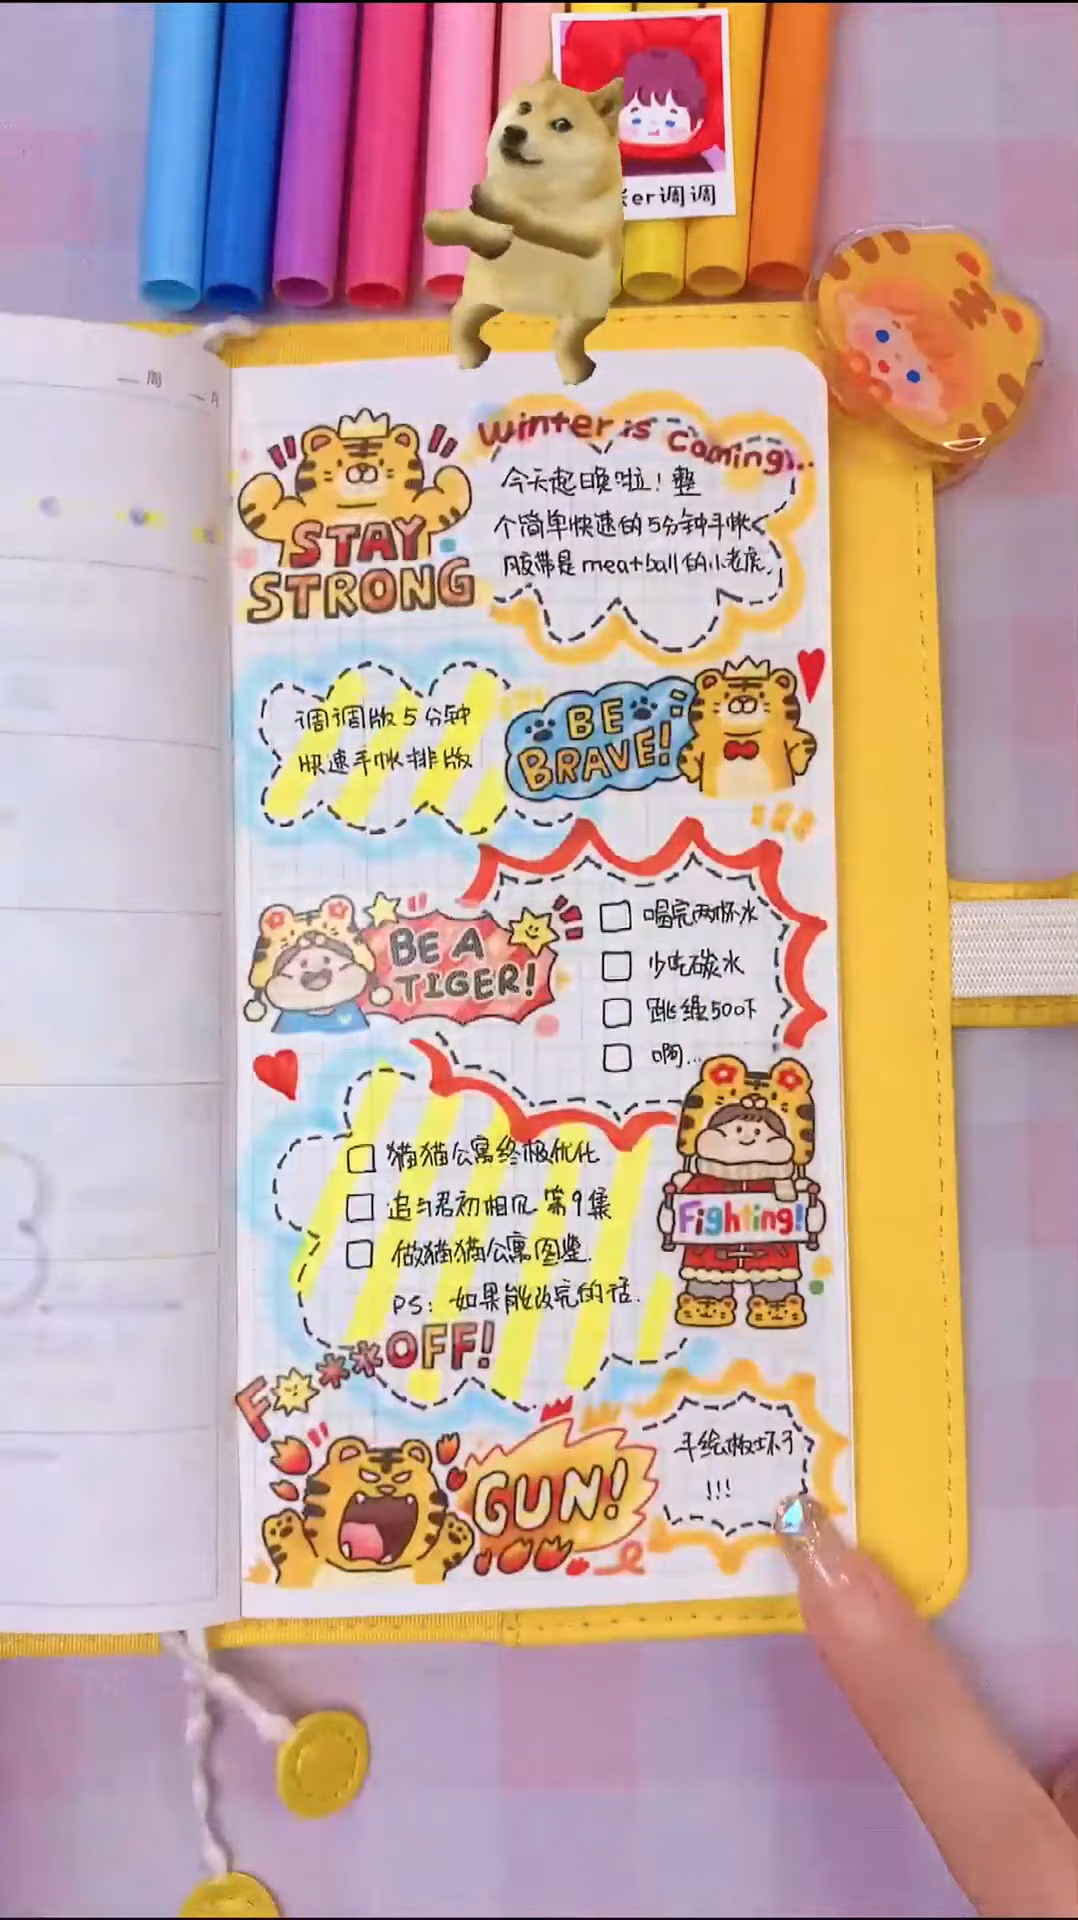 er调调
周
月
winter is coming...
STAY
STRONG
今天起晚啦！整
个简单快速的5分钟手帐
胶带是meatball的小老虎.
调调版5分钟
快速手帐排版
BE
BRAVE!
BE A
TIGER!
喝完两杯水
少吃碳水
跳绳500下
啊...
猫猫公寓终极优化
追与君初相见 第9集
做猫猫公寓图鉴.
PS: 如果能改完的话.
Fighting!
F***OFF!
GUN!
手绘板坏了
!!!